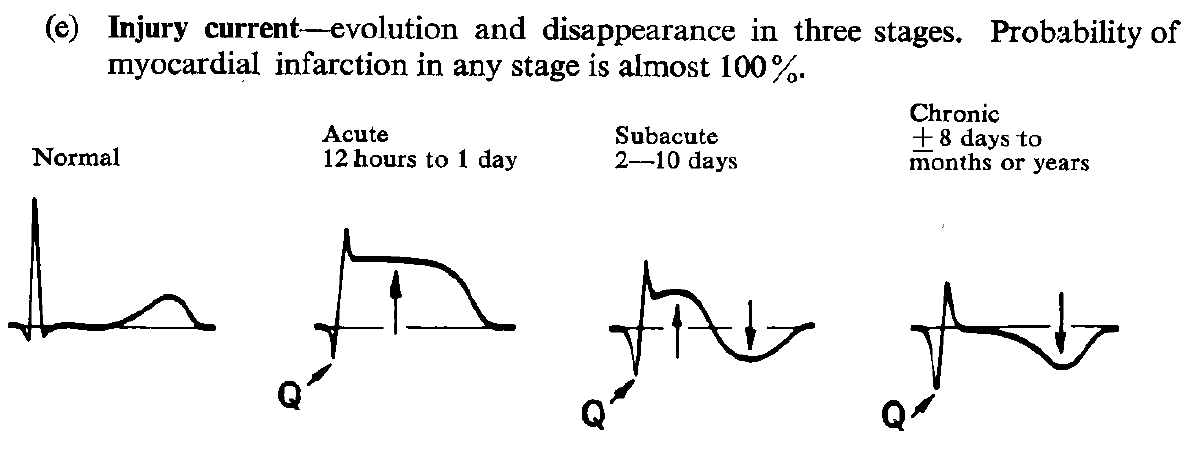 (e) Injury current—evolution and disappearance in three stages. Probability of
myocardial infarction in any stage is almost 100%.
Normal
Acute
12 hours to 1 day
Subacute
2—10 days
Chronic
± 8 days to
months or years
Q
Q
Q